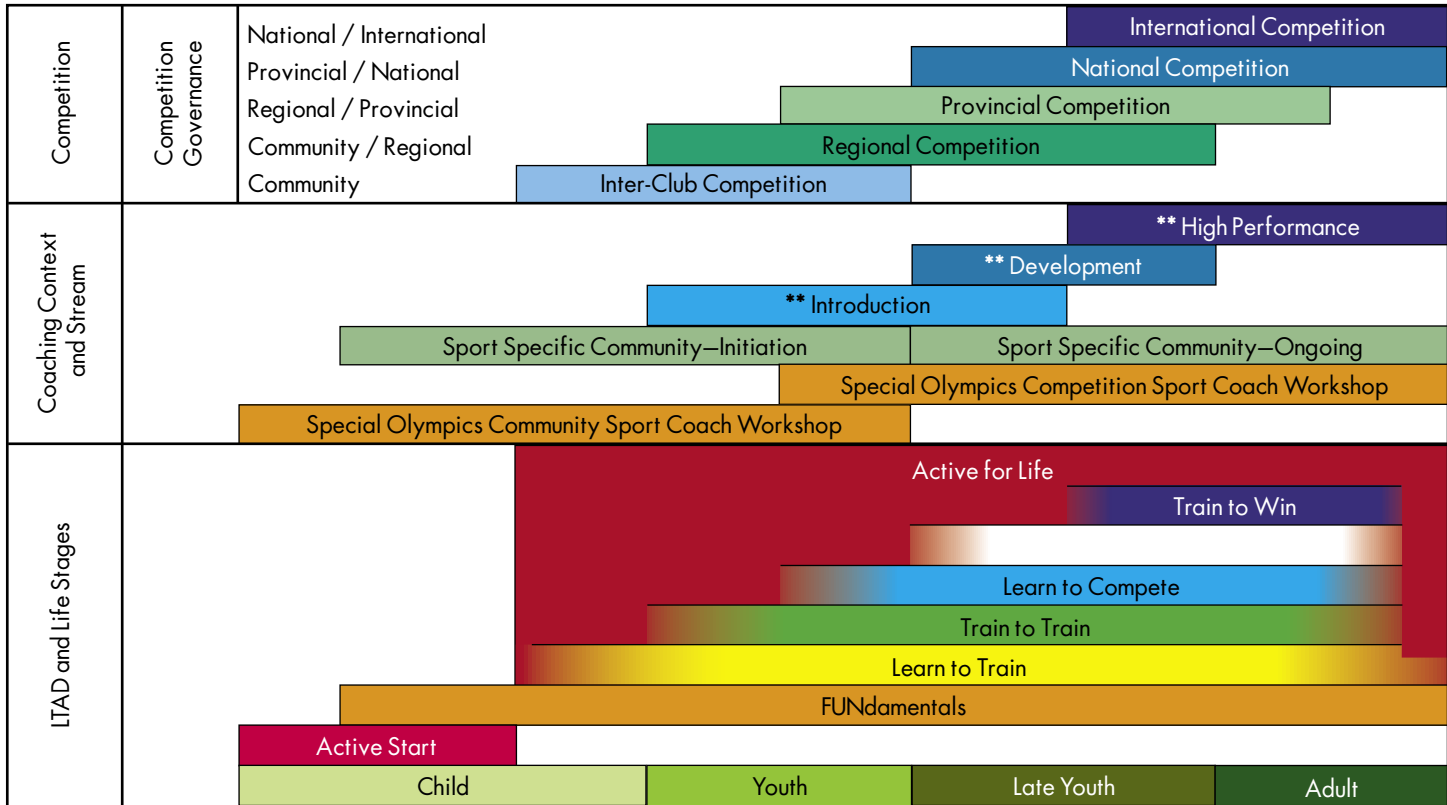 Competition
Competition
Governance
National / International
Provincial / National
Regional / Provincial
Community / Regional
Community
International Competition
National Competition
Provincial Competition
Regional Competition
Inter-Club Competition
Coaching Context
and Stream
** High Performance
** Development
** Introduction
Sport Specific Community–Initiation
Sport Specific Community–Ongoing
Special Olympics Competition Sport Coach Workshop
Special Olympics Community Sport Coach Workshop
LTAD and Life Stages
Active for Life
Train to Win
Learn to Compete
Train to Train
Learn to Train
FUNdamentals
Active Start
Child
Youth
Late Youth
Adult